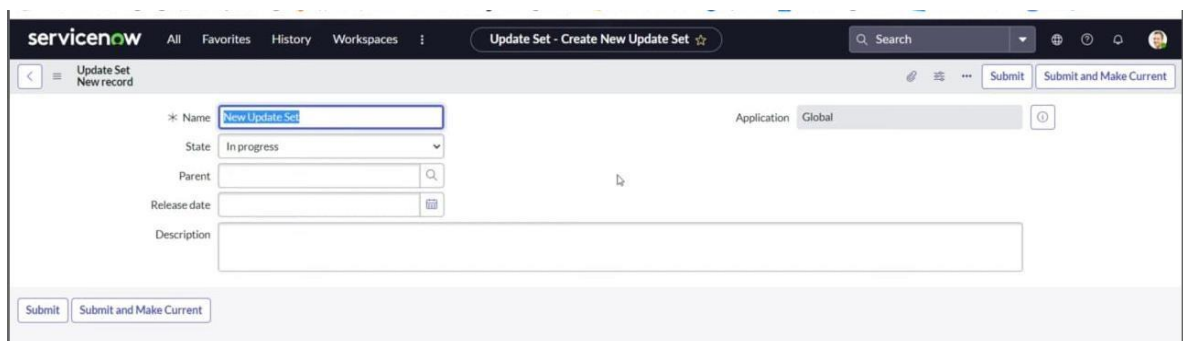 servicenow All Favorites History Workspaces Update Set - Create New Update Set Search
Update Set
New record
Submit Submit and Make Current
* Name New Update Set Application Global
State In progress
Parent
Release date
Description
Submit Submit and Make Current